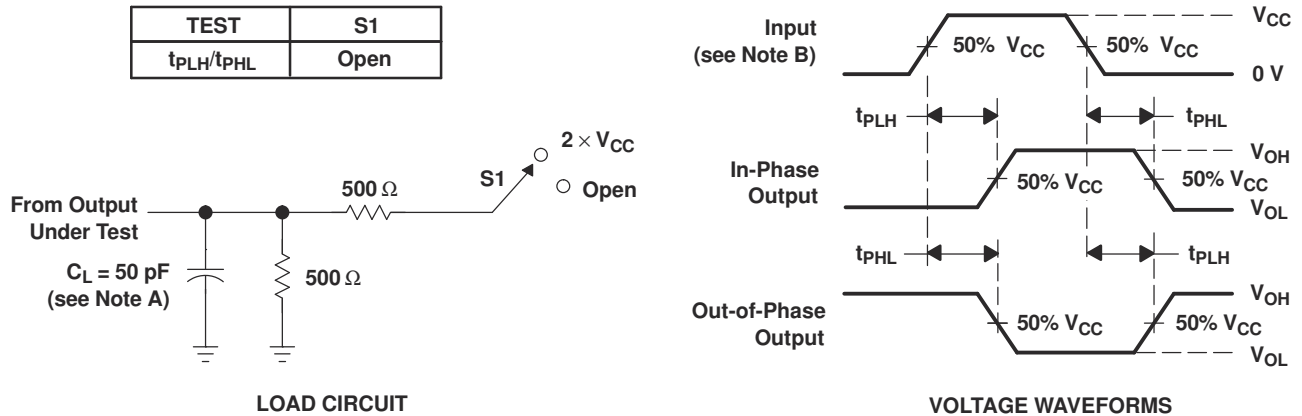 TEST S1
tPLH/tPHL Open
2 × VCC
S1
Open
500 Ω
From Output
Under Test
CL = 50 pF
(see Note A)
500 Ω
LOAD CIRCUIT
Input
(see Note B)
50% VCC
50% VCC
VCC
0 V
tPLH
tPHL
In-Phase
Output
50% VCC
50% VCC
VOH
VOL
tPHL
tPLH
Out-of-Phase
Output
50% VCC
50% VCC
VOH
VOL
VOLTAGE WAVEFORMS